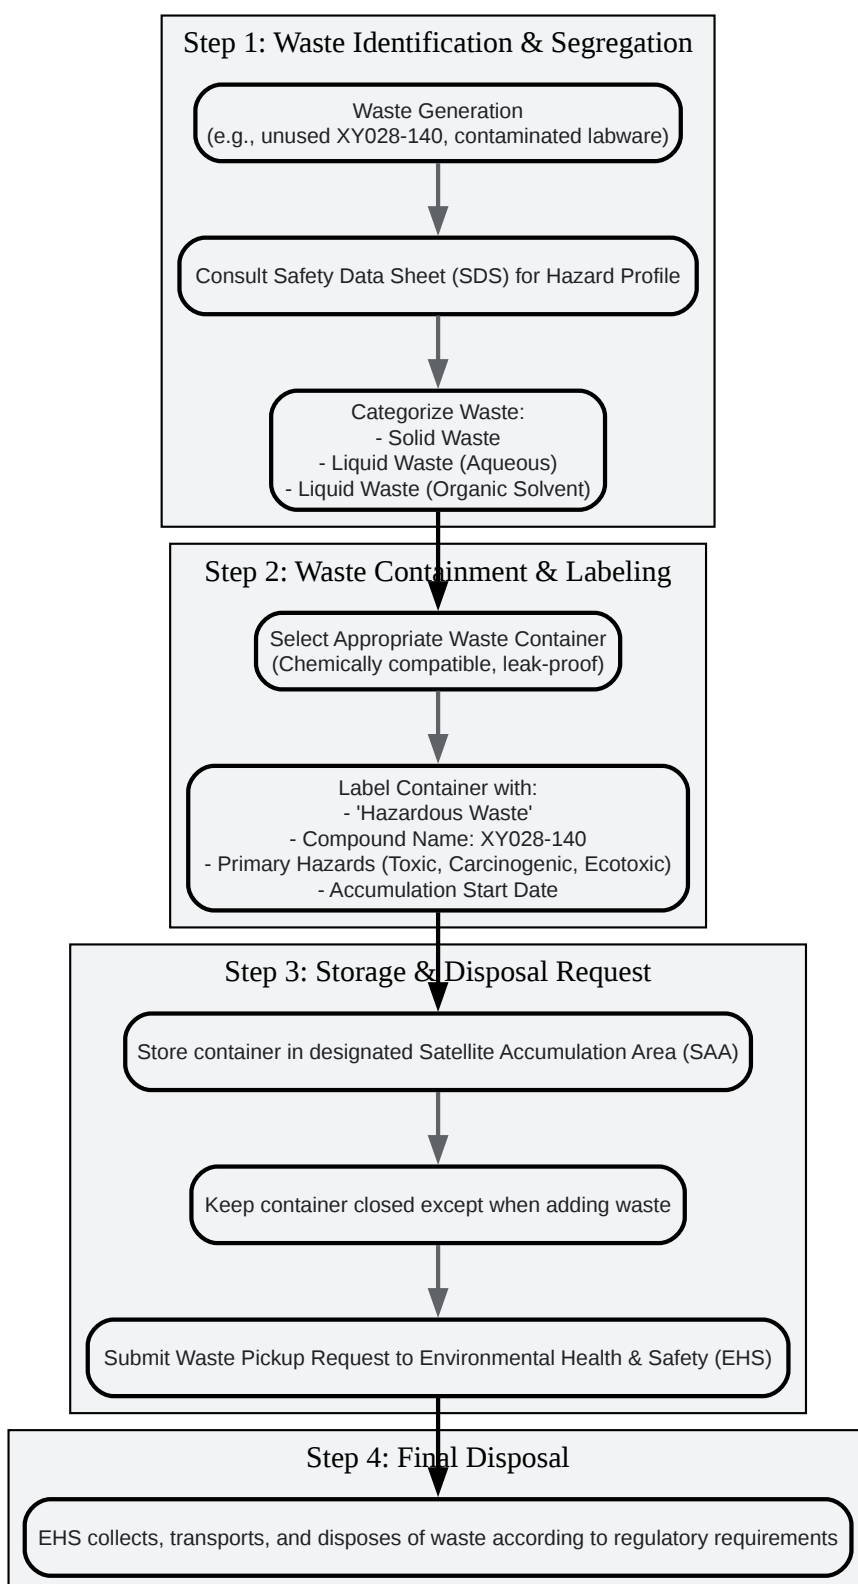 Step 1: Waste Identification & Segregation
Waste Generation
(e.g., unused XY028-140, contaminated labware)
Consult Safety Data Sheet (SDS) for Hazard Profile
Categorize Waste:
- Solid Waste
- Liquid Waste (Aqueous)
- Liquid Waste (Organic Solvent)
Step 2: Waste Containment & Labeling
Select Appropriate Waste Container
(Chemically compatible, leak-proof)
Label Container with:
- 'Hazardous Waste'
- Compound Name: XY028-140
- Primary Hazards (Toxic, Carcinogenic, Ecotoxic)
- Accumulation Start Date
Step 3: Storage & Disposal Request
Store container in designated Satellite Accumulation Area (SAA)
Keep container closed except when adding waste
Submit Waste Pickup Request to Environmental Health & Safety (EHS)
Step 4: Final Disposal
EHS collects, transports, and disposes of waste according to regulatory requirements